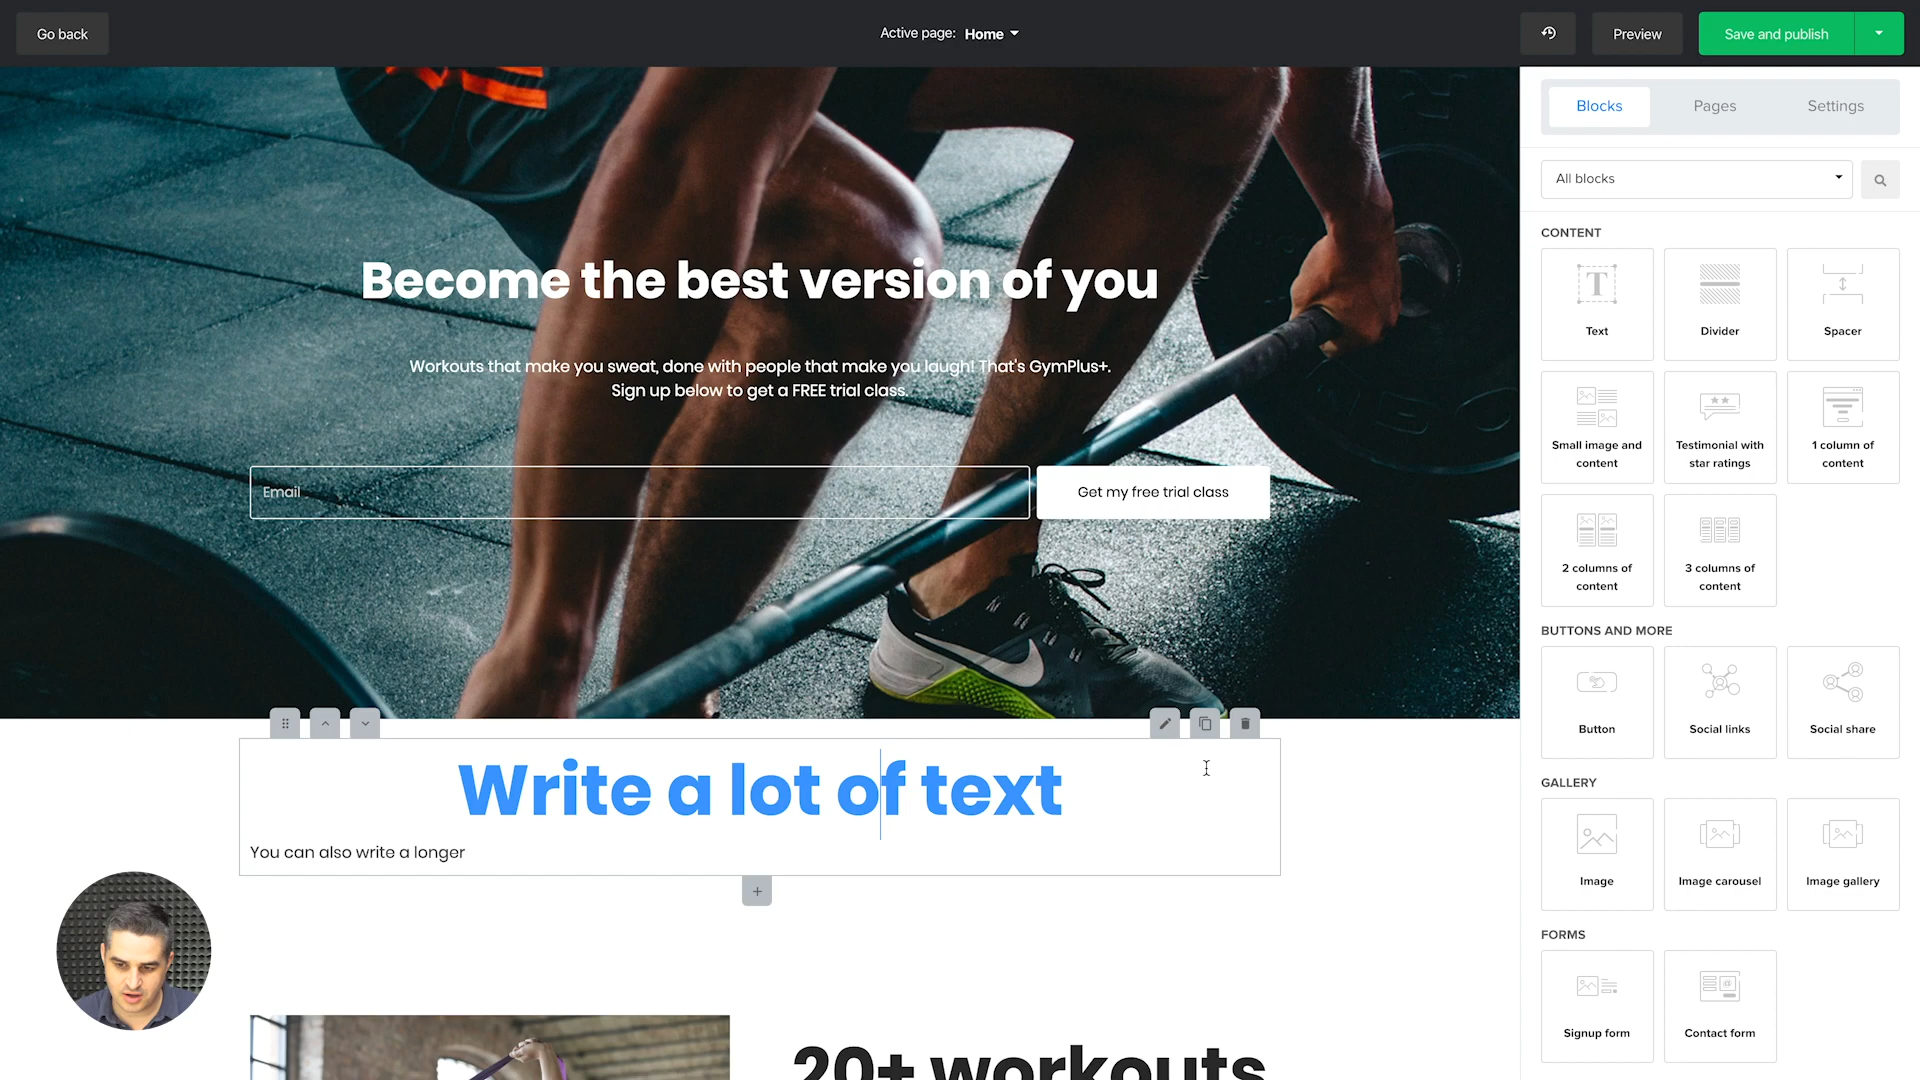 Go back
Active page: Home
Preview
Save and publish
Blocks
Pages
Settings
All blocks
Become the best version of you
Workouts that make you sweat, done with people that make you laugh! That's GymPlus+.
Sign up below to get a FREE trial class.
Email
Get my free trial class
Write a lot of text
You can also write a longer
20+ workouts
CONTENT
Text
Divider
Spacer
Small image and
content
Testimonial with
star ratings
1 column of
content
2 columns of
content
3 columns of
content
BUTTONS AND MORE
Button
Social links
Social share
GALLERY
Image
Image carousel
Image gallery
FORMS
Signup form
Contact form